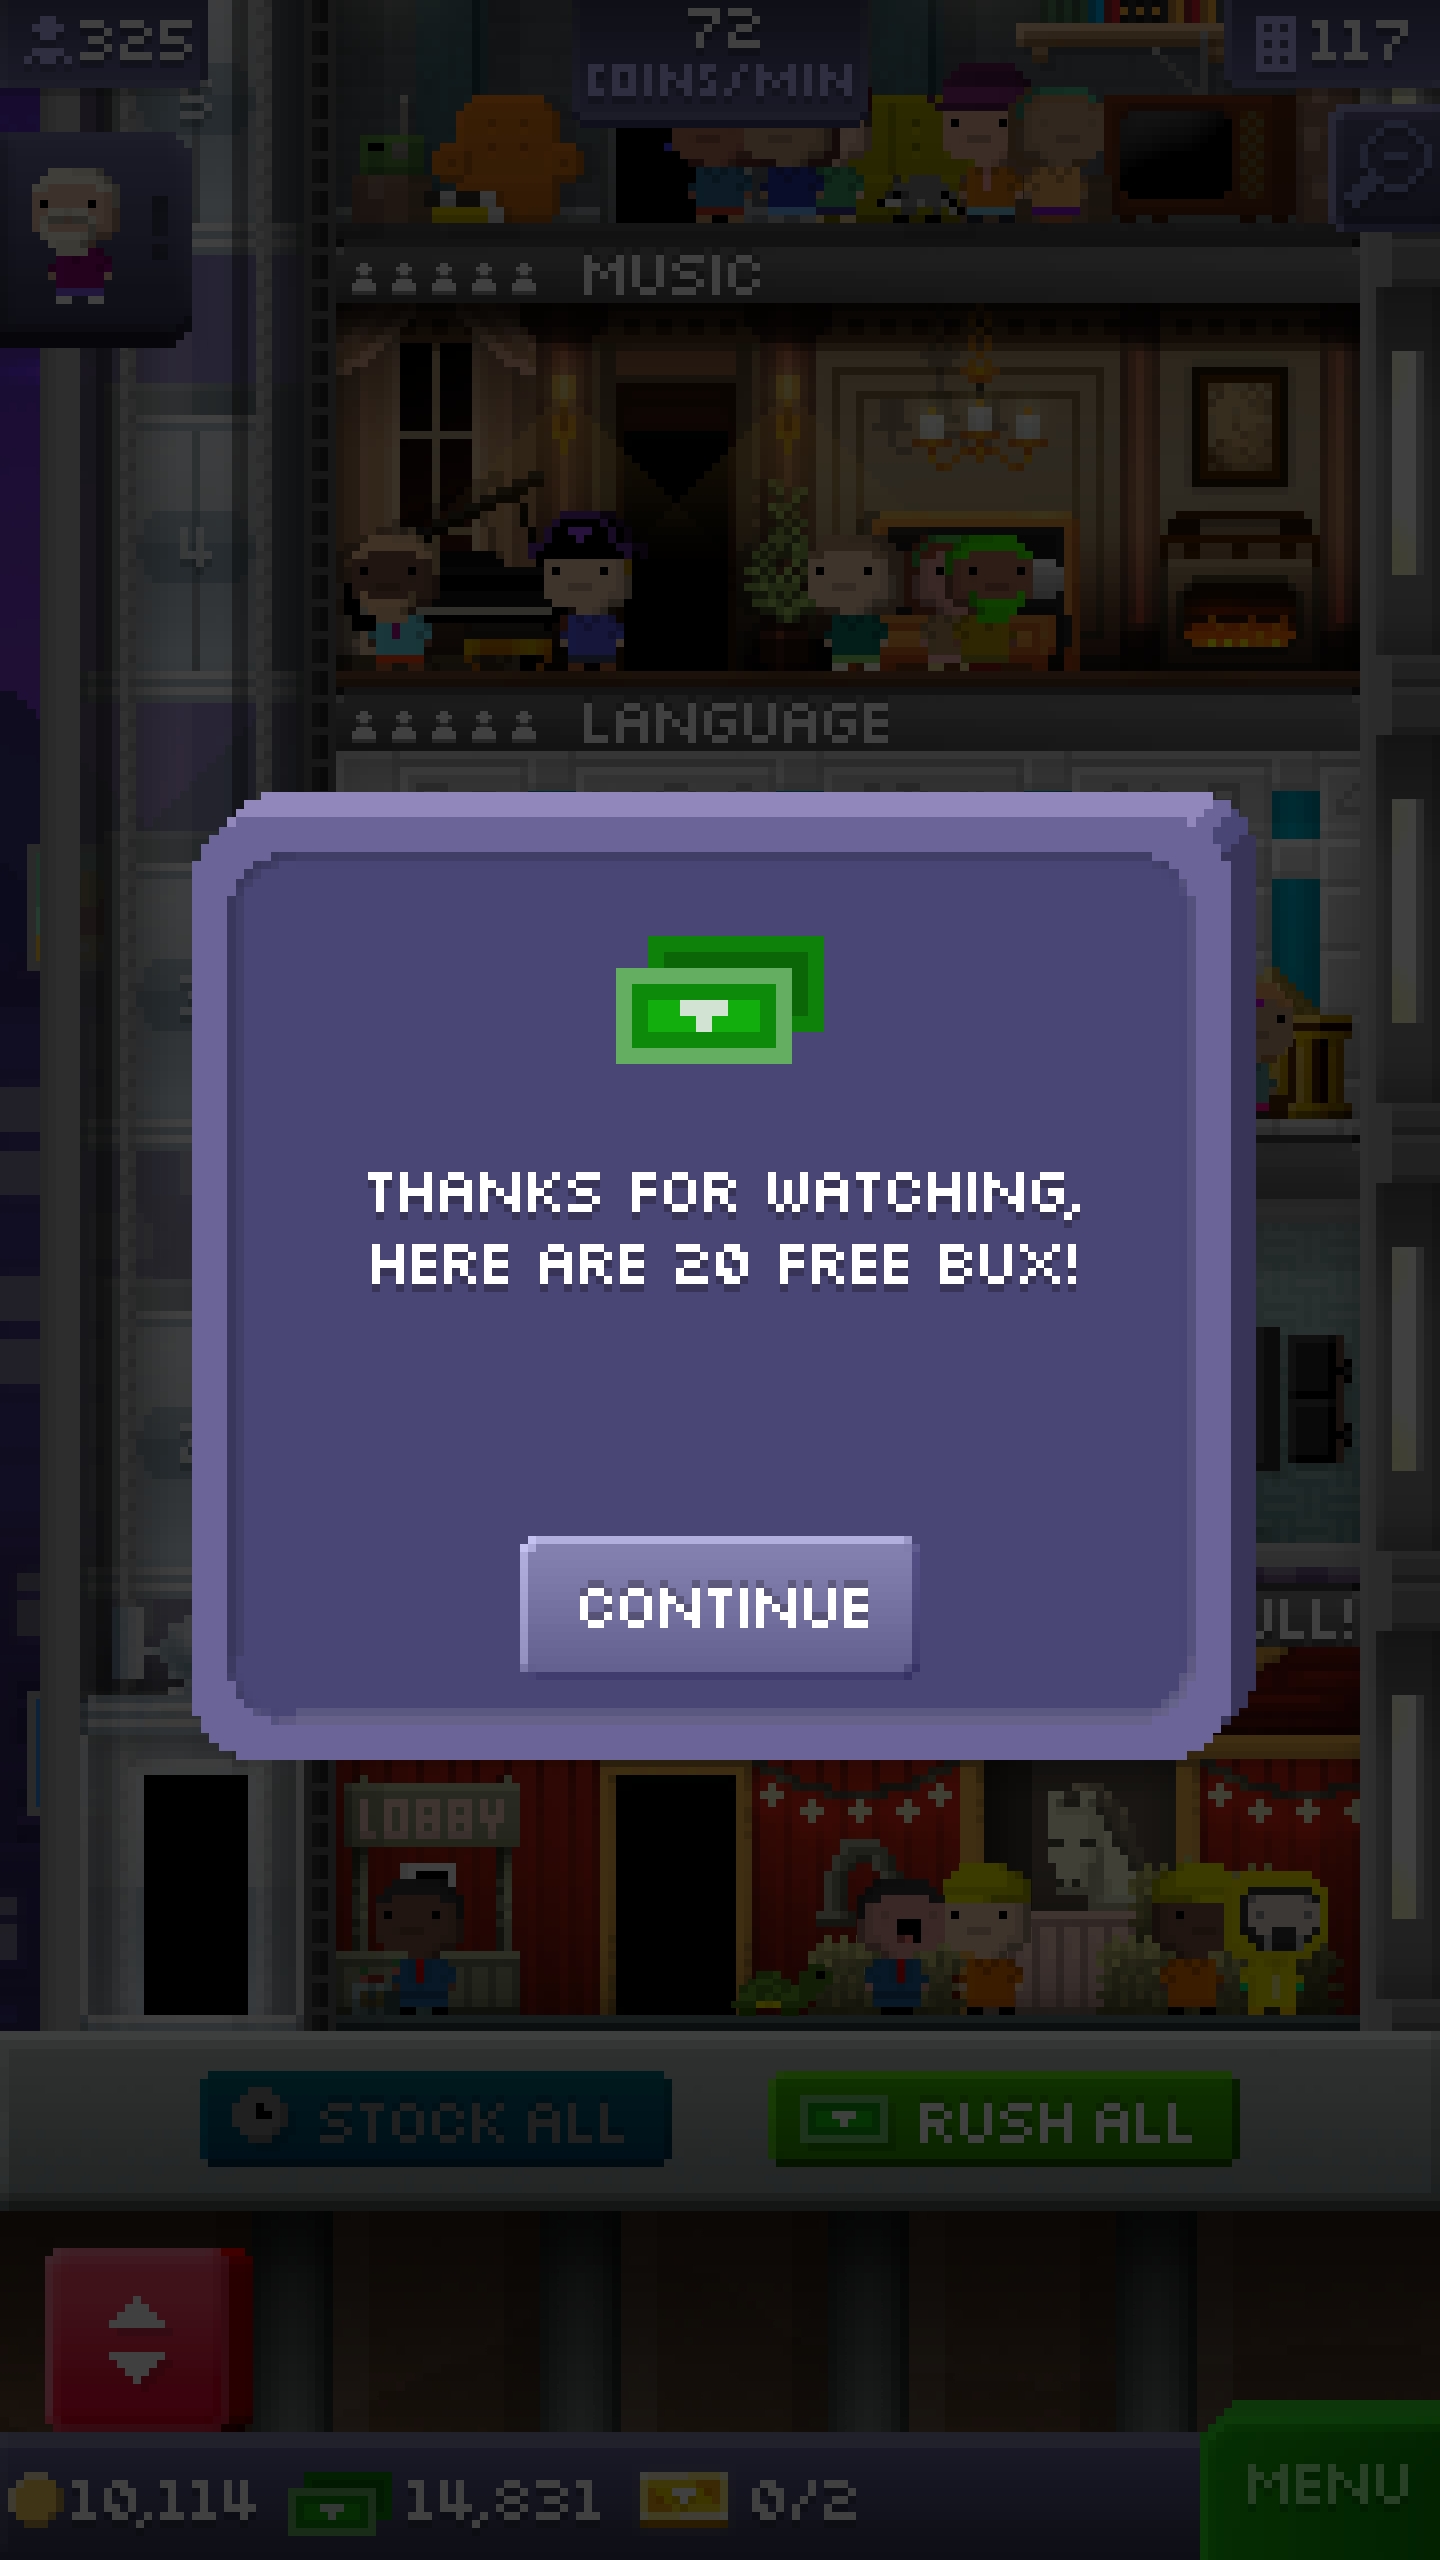 325
72
COINS/MIN
117
5
MUSIC
4
LANGUAGE
THANKS FOR WATCHING,
HERE ARE 20 FREE BUX!
CONTINUE
LOBBY
STOCK ALL
RUSH ALL
10,114
14,831
0/2
MENU